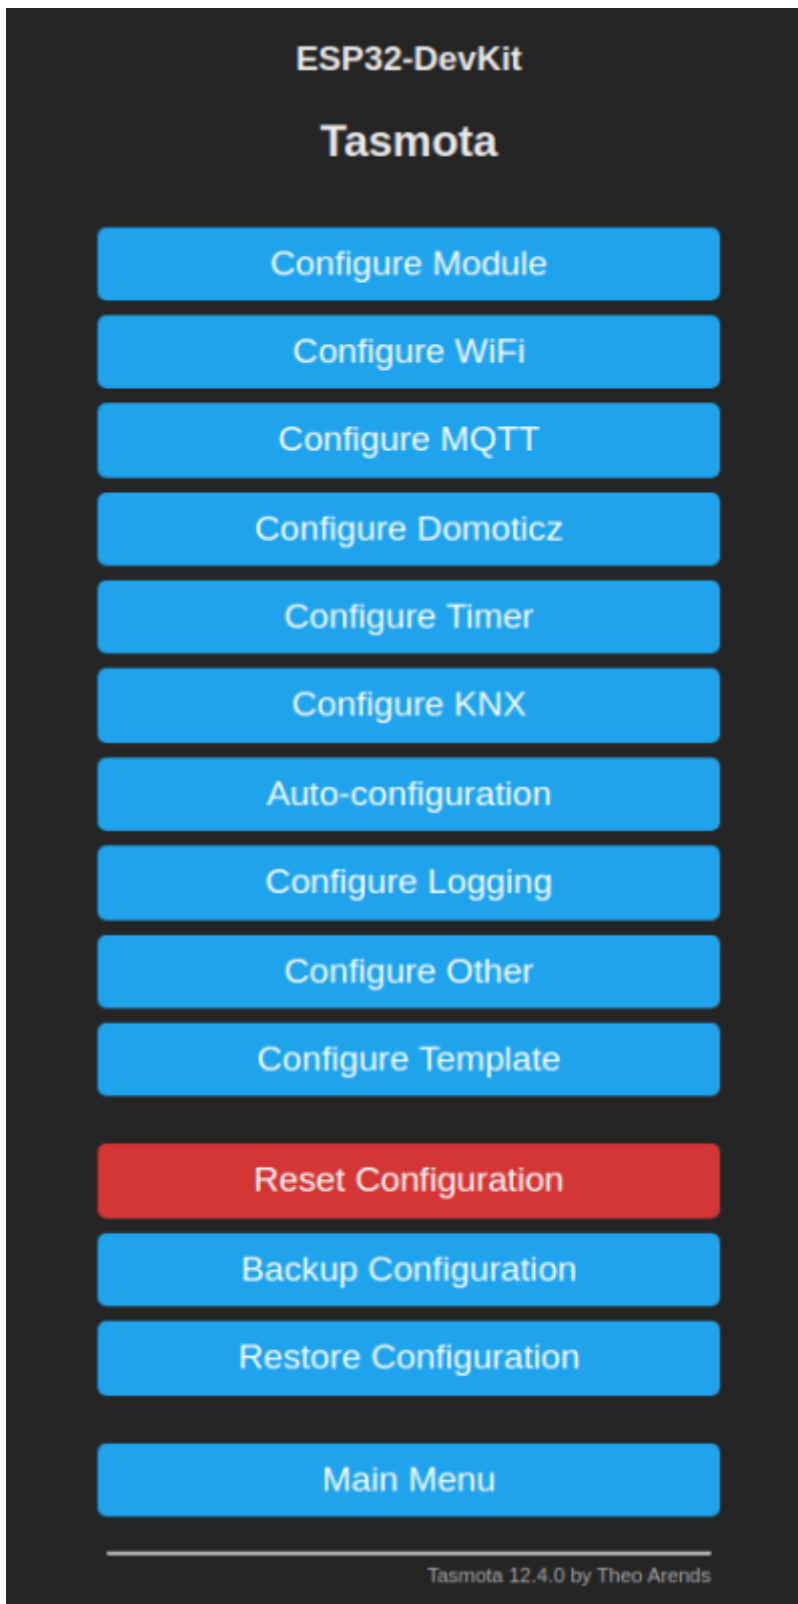 ESP32-DevKit
Tasmota
Configure Module
Configure WiFi
Configure MQTT
Configure Domoticz
Configure Timer
Configure KNX
Auto-configuration
Configure Logging
Configure Other
Configure Template
Reset Configuration
Backup Configuration
Restore Configuration
Main Menu
Tasmota 12.4.0 by Theo Arends